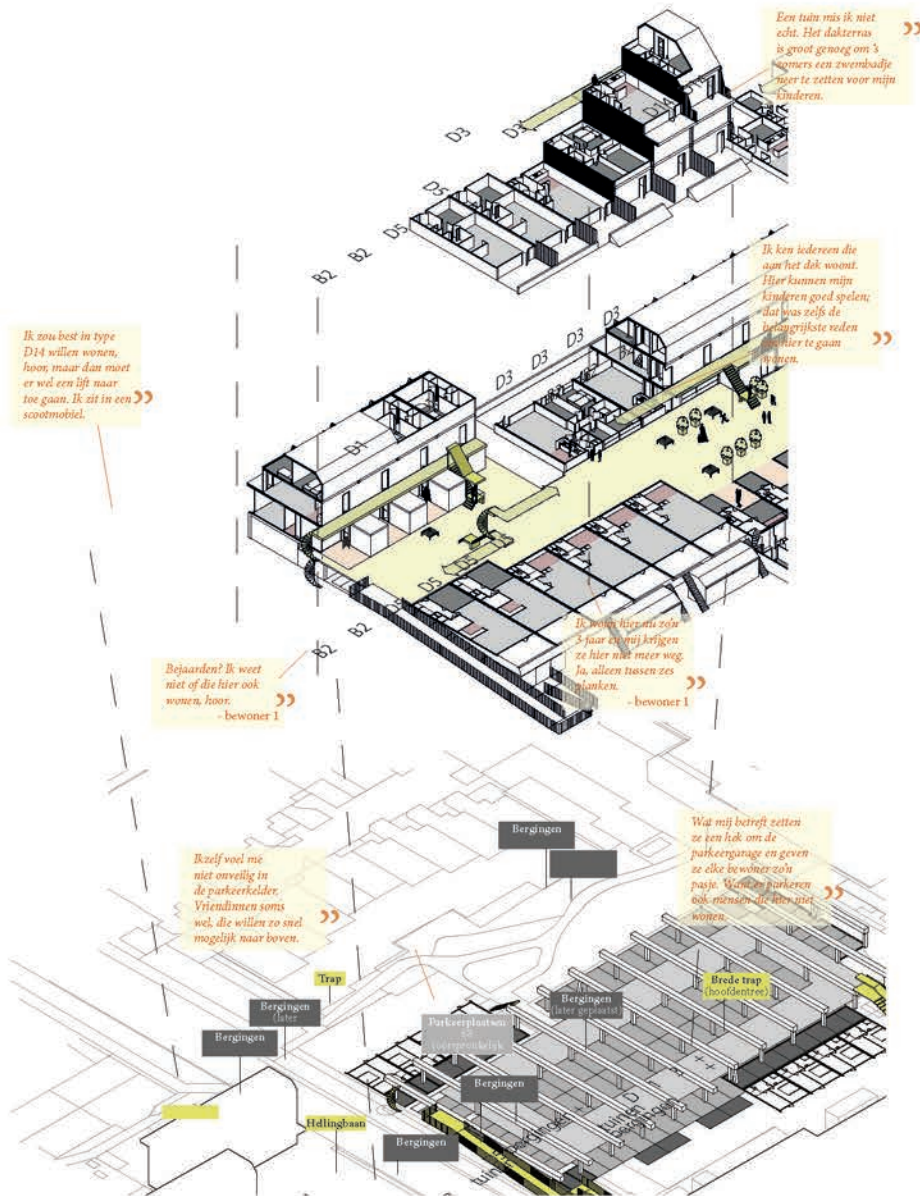 Een tuin mis ik niet
echt. Het dakterras
is groot genoeg om 's
zomers een zwembadje
neer te zetten voor mijn
kinderen.
”
D14
D3
D3
D5
D5
B2
B2
Ik ken iedereen die
aan het dek woont.
Hier kunnen mijn
kinderen goed spelen;
dat was zelfs de
belangrijkste reden
hier te gaan
wonen.
”
Ik zou best in type
D14 willen wonen,
hoor, maar dan moet
er wel een lift naar
toe gaan. Ik zit in een
scootmobiel.
”
D3
D3
D3
D3
D1
D5
D5
D5
B2
B2
Ik woon hier nu zo'n
3 jaar en mij krijgen
ze hier niet meer weg.
Ja, alleen tussen zes
planken.
”
- bewoner 1
Bejaarden? Ik weet
niet of die hier ook
wonen, hoor.
”
- bewoner 1
Wat mij betreft zetten
ze een hek om de
parkeergarage en geven
ze elke bewoner zo'n
pasje. Want er parkeren
ook mensen die hier niet
wonen.
”
Bergingen
Ikzelf voel me
niet onveilig in
de parkeerkelder.
Vriendinnen soms
wel, die willen zo snel
mogelijk naar boven.
”
Trap
Brede trap
(hoofdentree)
Bergingen
(later
Bergingen
(later geplaatst)
Parkeerplaatsen
Bergingen
Bergingen
Hellingbaan
Bergingen
tuinen
bergingen
tuinen
bergingen